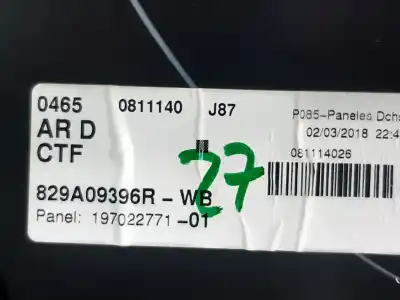 0465 0811140 J87
AR D
CTF
829A09396R - WB
Panel: 197022771-01
P085-Paneles Dchs
02/03/2018 22:4
081114026
27